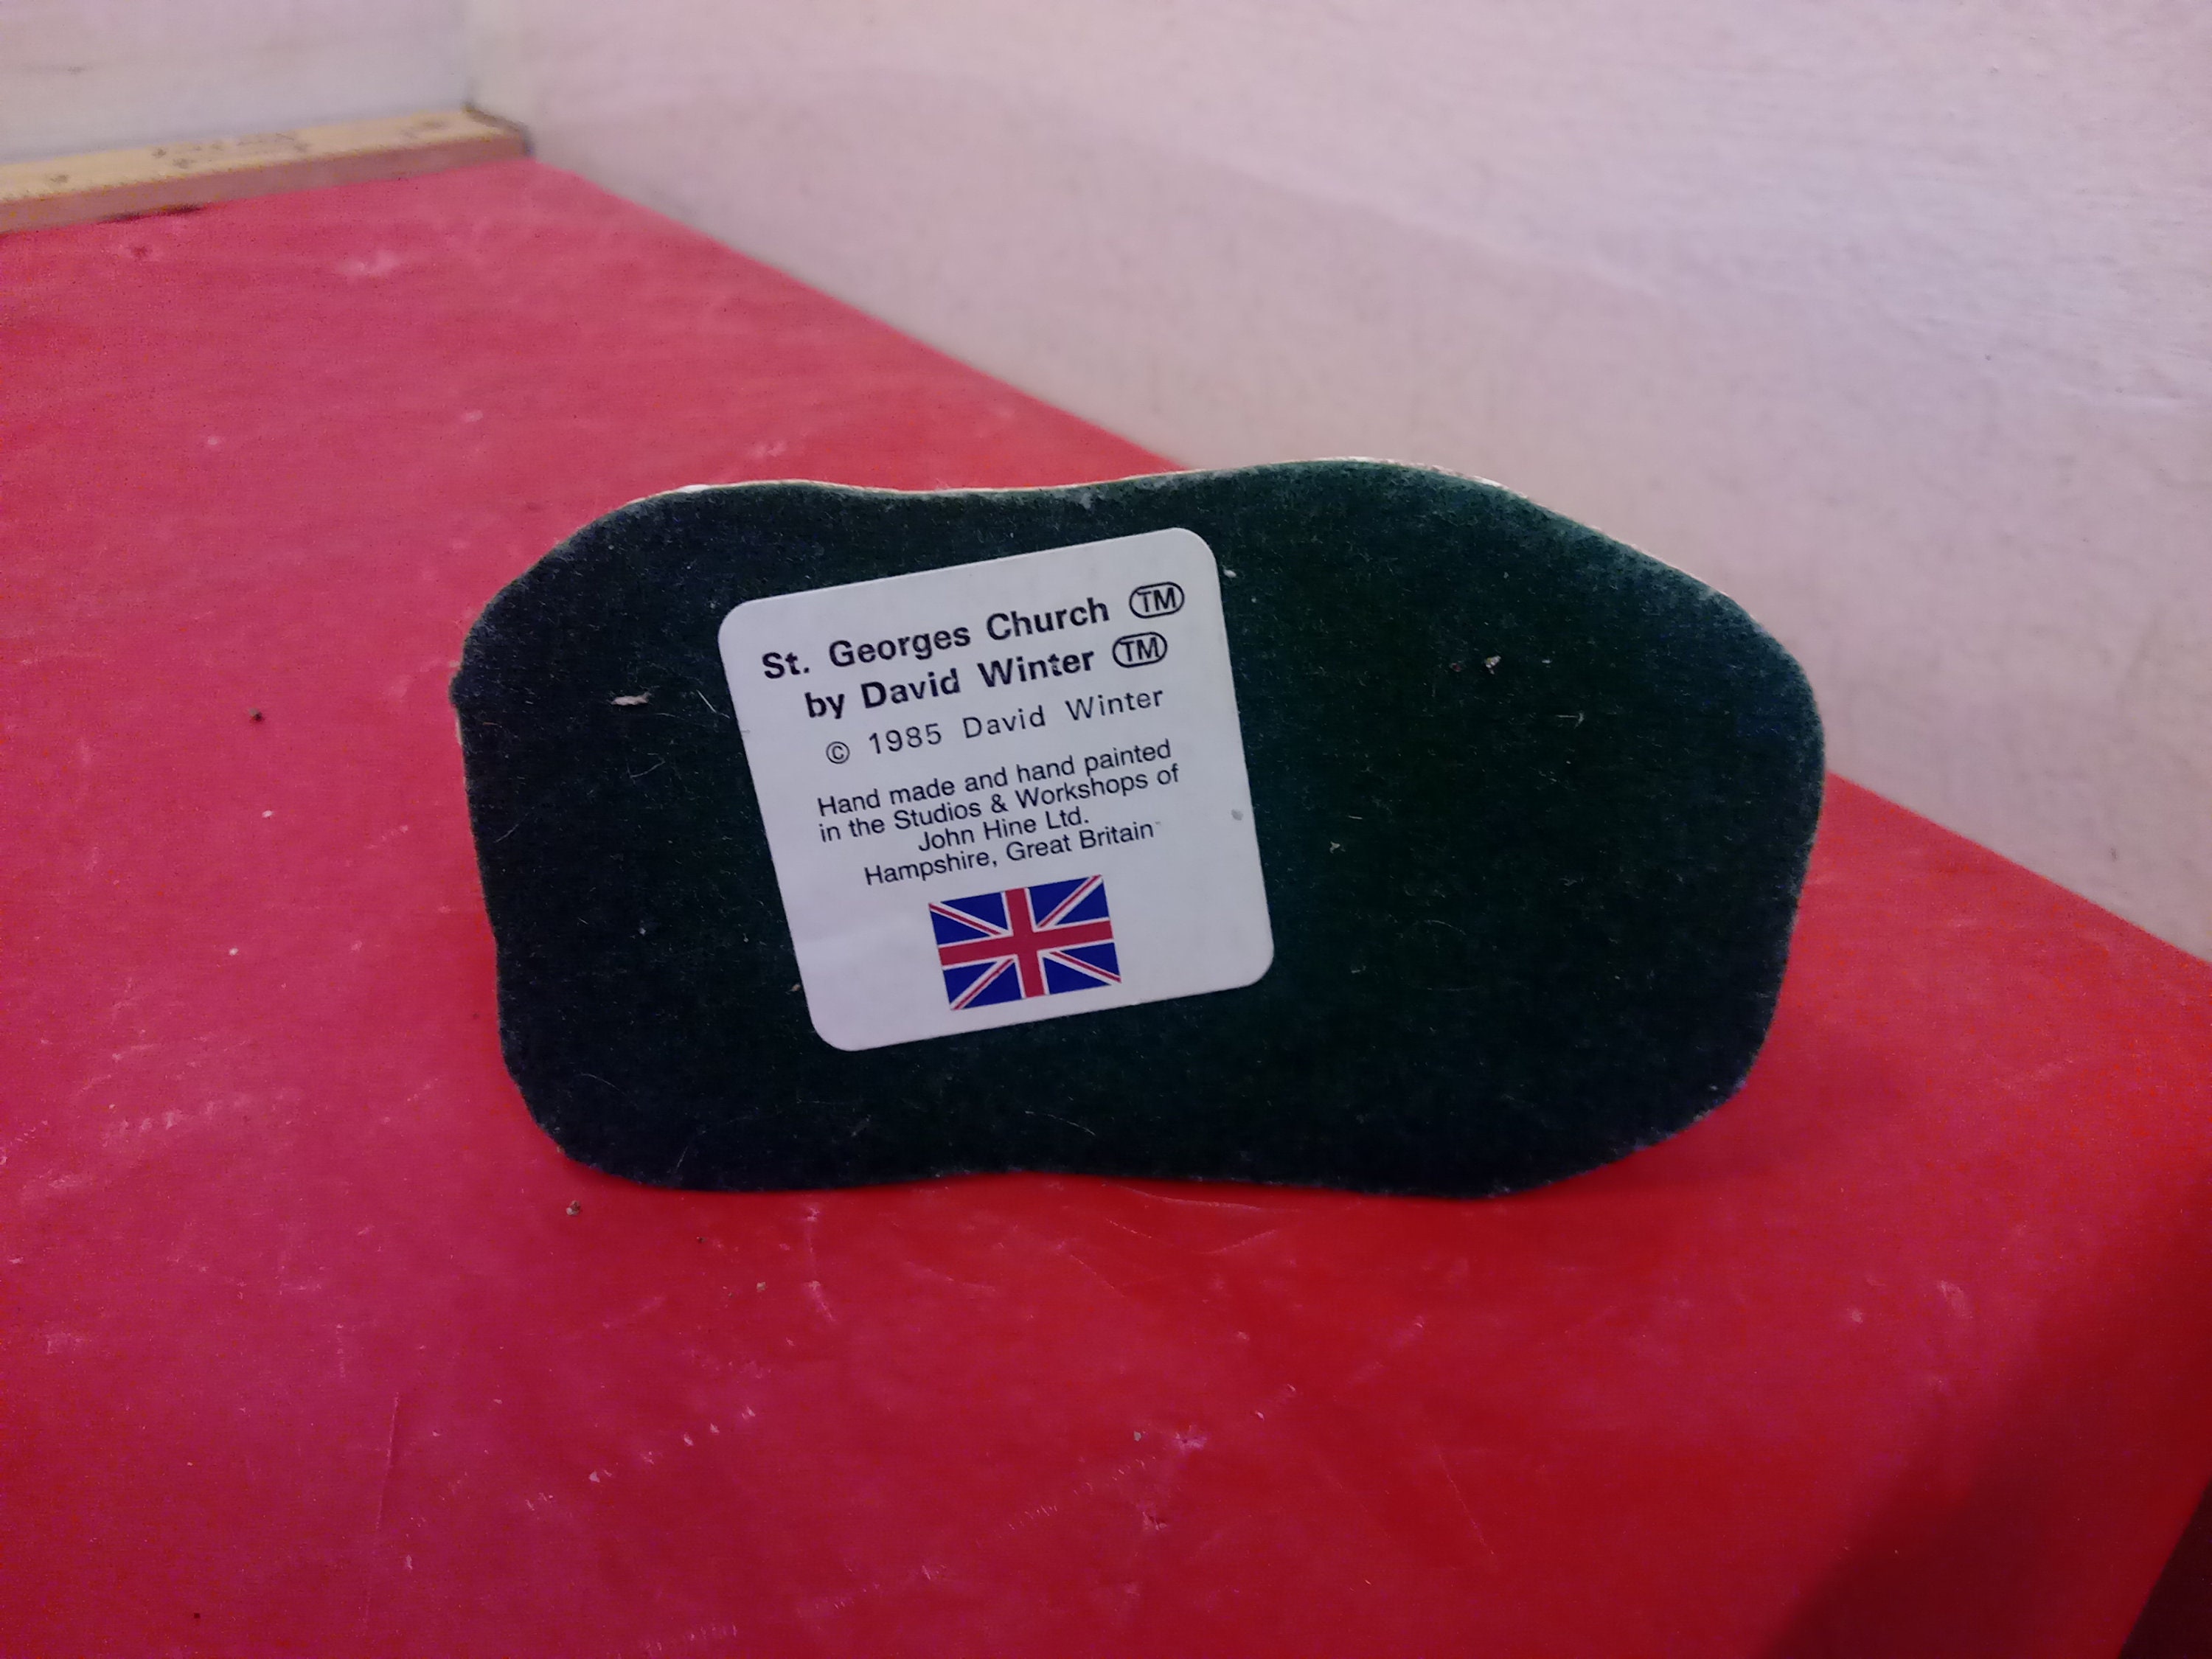 St. Georges Church ™
by David Winter ™
© 1985 David Winter
Hand made and hand painted
in the Studios & Workshops of
John Hine Ltd.
Hampshire, Great Britain